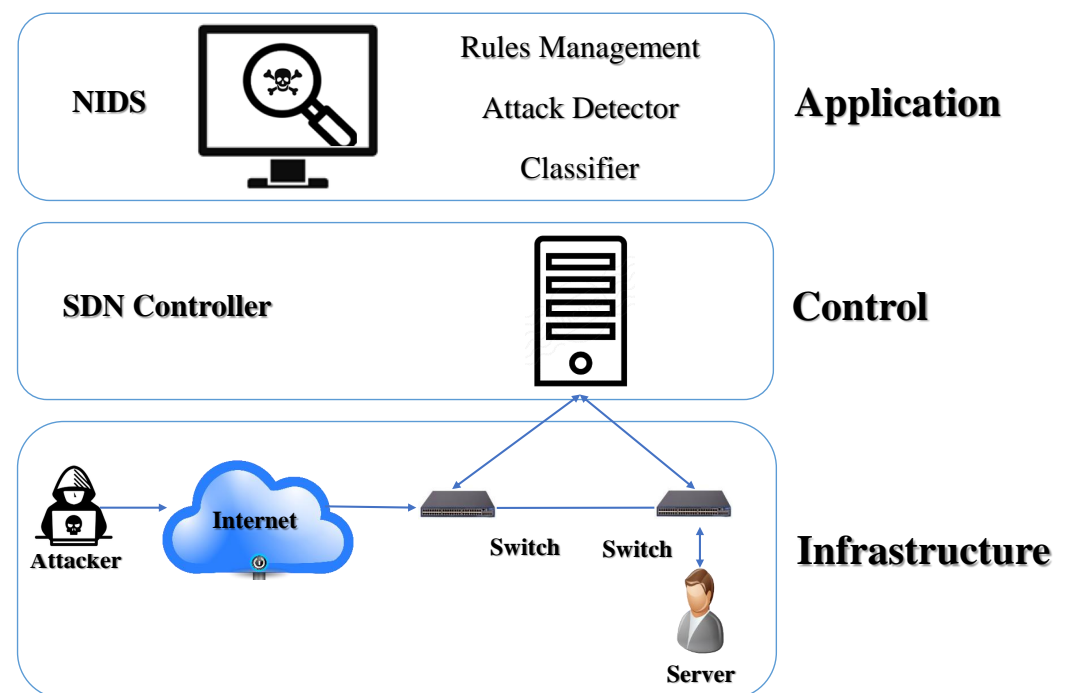 NIDS
Rules Management
Attack Detector
Classifier
Application
SDN Controller
Control
Attacker
Internet
Switch
Switch
Server
Infrastructure